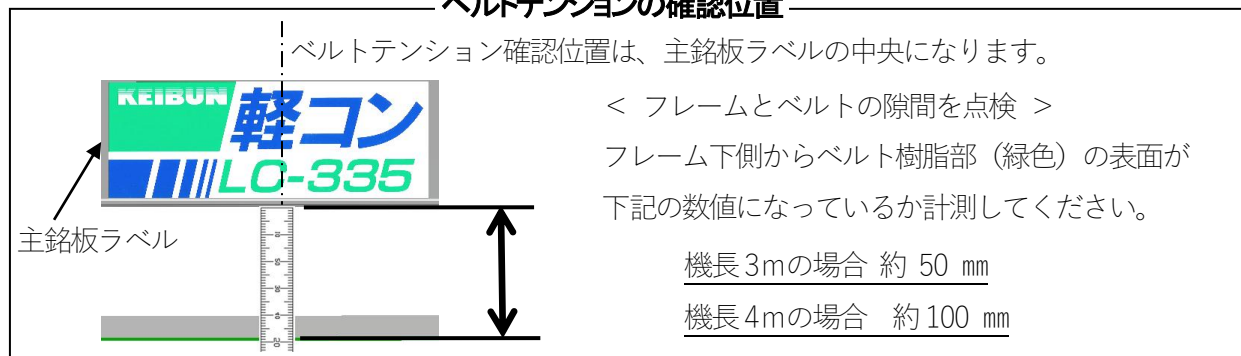 ベルトテンションの確認位置
ベルトテンション確認位置は、主銘板ラベルの中央になります。
KEIBUN
軽コン
LC-335
主銘板ラベル
＜ フレームとベルトの隙間を点検 ＞
フレーム下側からベルト樹脂部（緑色）の表面が
下記の数値になっているか計測してください。
機長3mの場合 約 50 ㎜
機長4mの場合　約100 ㎜